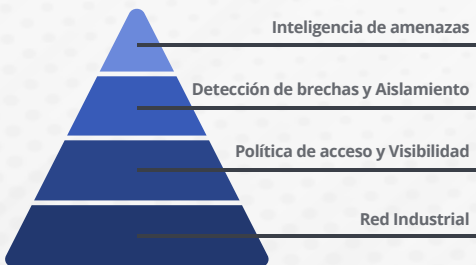 Inteligencia de amenazas
Detección de brechas y Aislamiento
Política de acceso y Visibilidad
Red Industrial